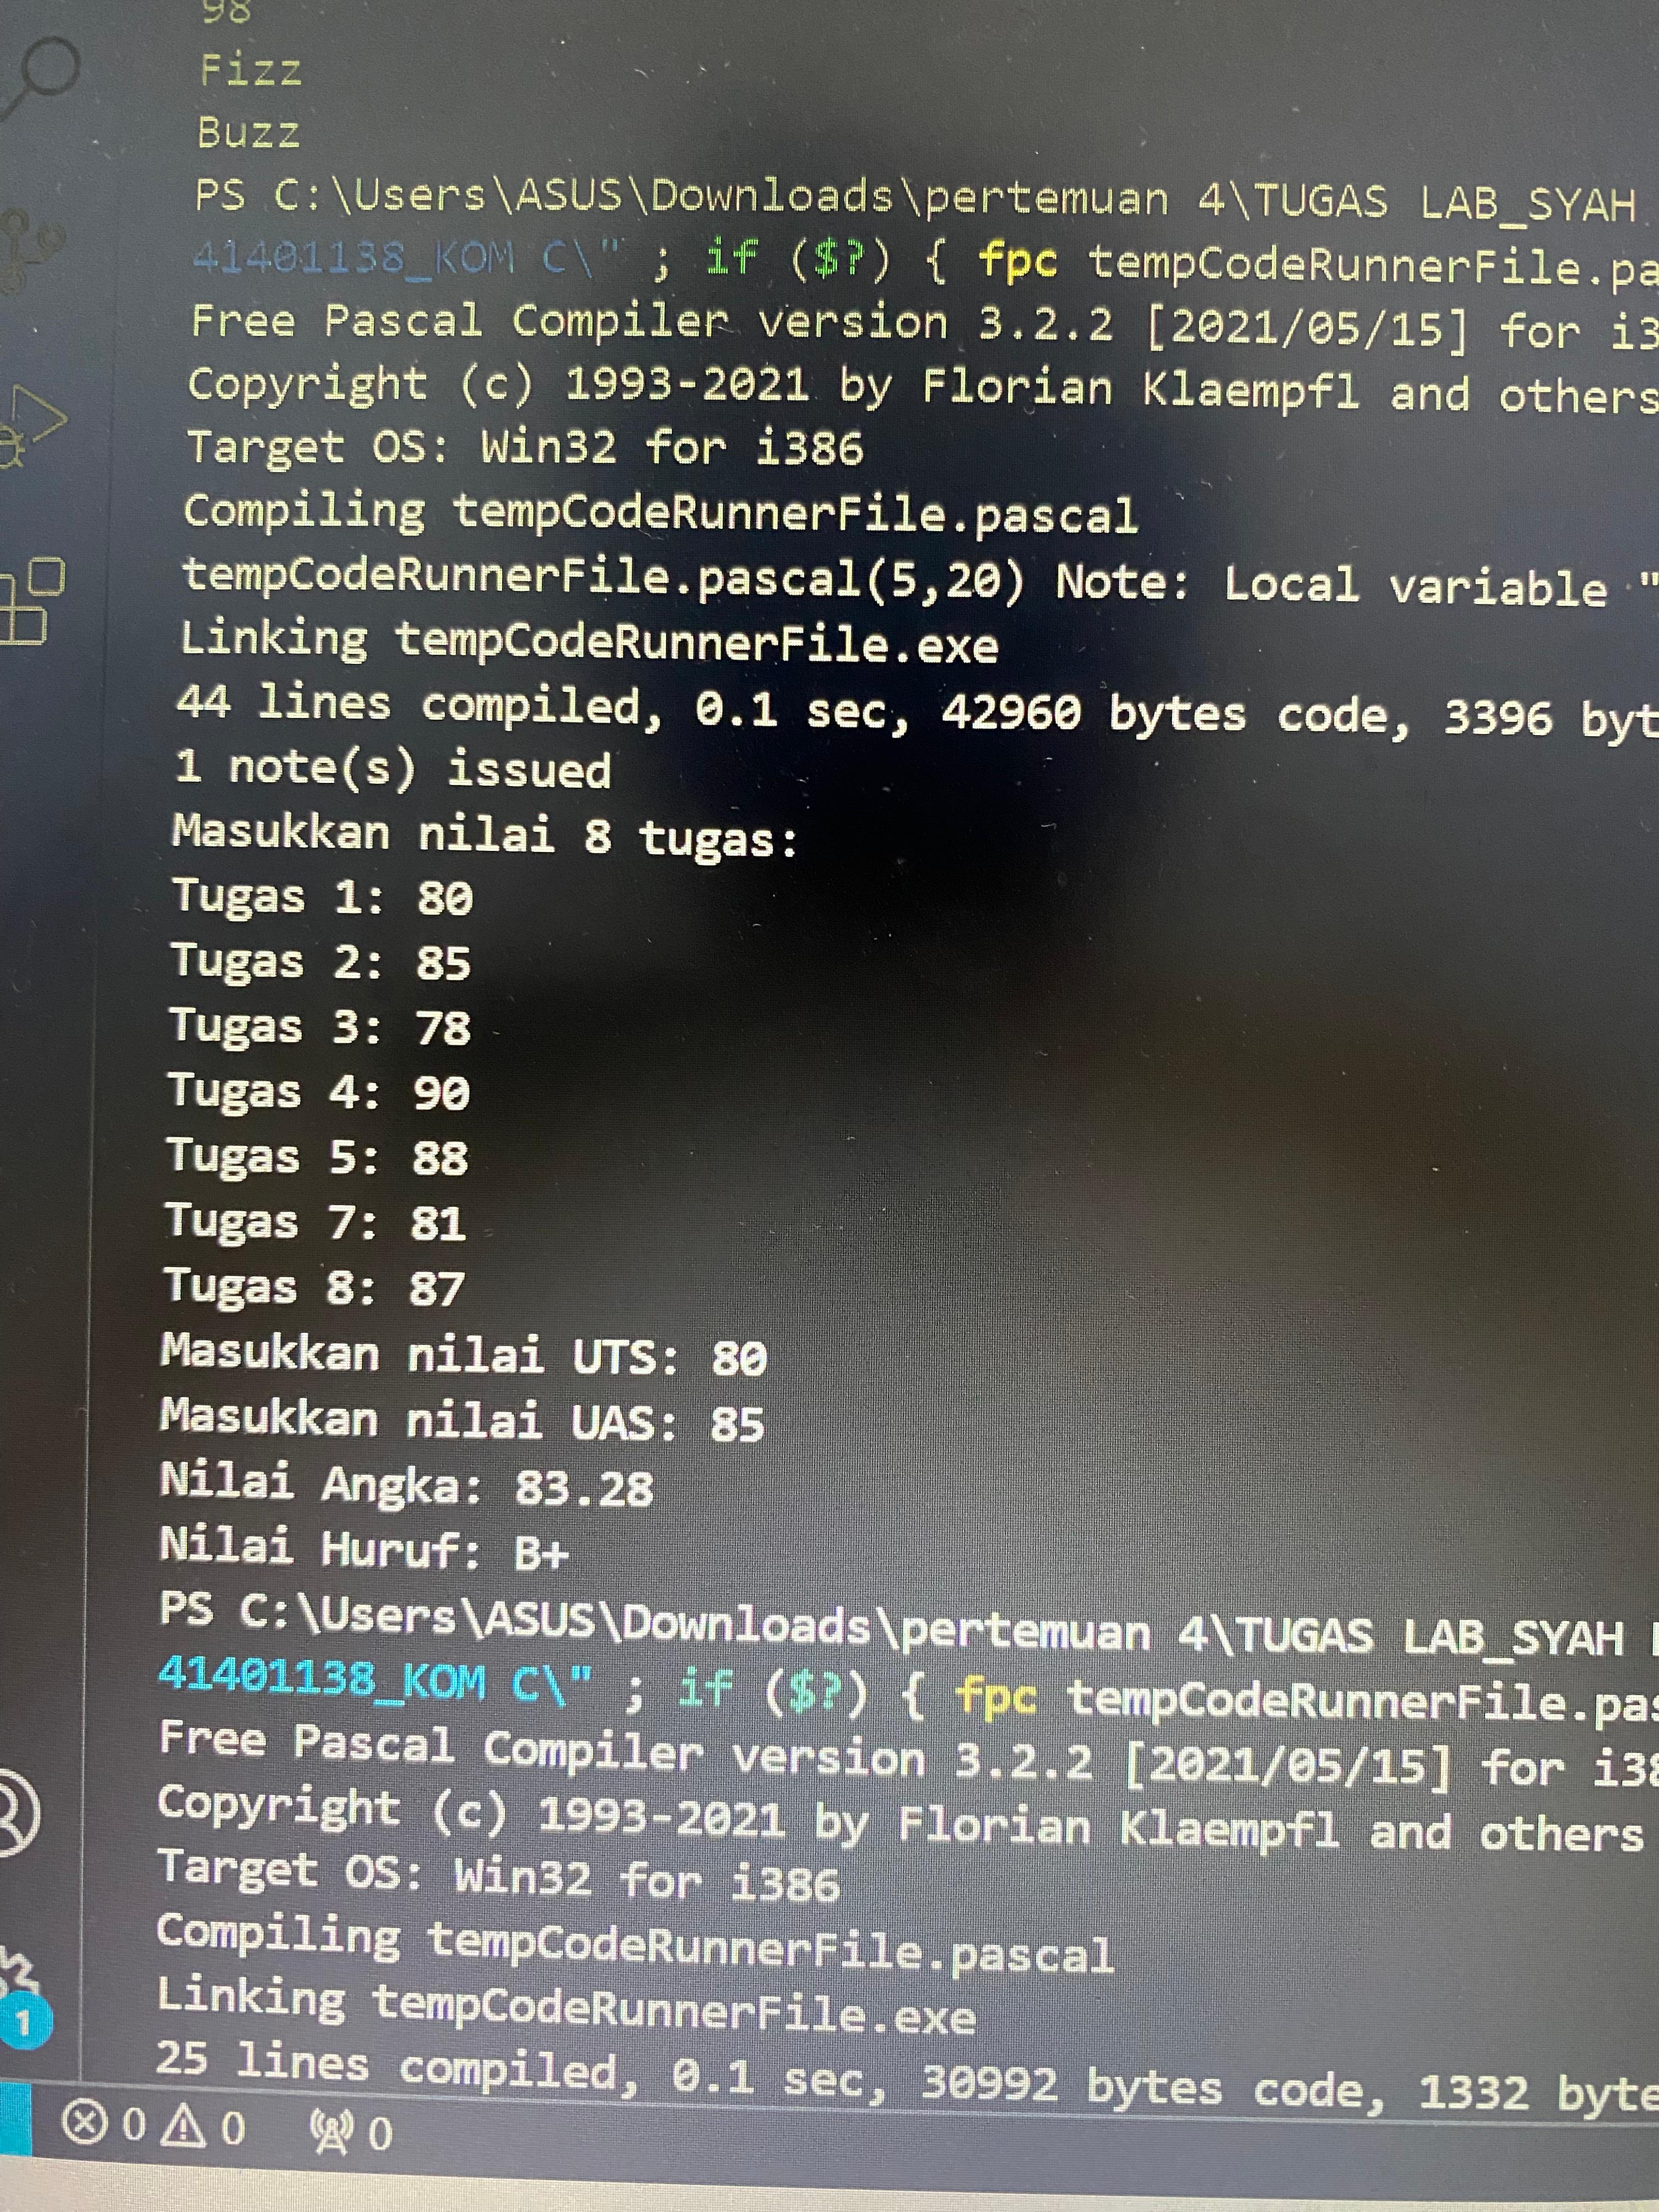 98
Fizz
Buzz
PS C:\Users\ASUS\Downloads\pertemuan 4\TUGAS LAB_SYAH
41401138_KOM C\" ; if ($?) { fpc tempCodeRunnerFile.pa
Free Pascal Compiler version 3.2.2 [2021/05/15] for i3
Copyright (c) 1993-2021 by Florian Klaempfl and others
Target OS: Win32 for i386
Compiling tempCodeRunnerFile.pascal
tempCodeRunnerFile.pascal(5,20) Note: Local variable "
Linking tempCodeRunnerFile.exe
44 lines compiled, 0.1 sec, 42960 bytes code, 3396 byt
1 note(s) issued
Masukkan nilai 8 tugas:
Tugas 1: 80
Tugas 2: 85
Tugas 3: 78
Tugas 4: 90
Tugas 5: 88
Tugas 7: 81
Tugas 8: 87
Masukkan nilai UTS: 80
Masukkan nilai UAS: 85
Nilai Angka: 83.28
Nilai Huruf: B+
PS C:\Users\ASUS\Downloads\pertemuan 4\TUGAS LAB_SYAH
41401138_KOM C\" ; if ($?) { fpc tempCodeRunnerFile.pas
Free Pascal Compiler version 3.2.2 [2021/05/15] for i38
Copyright (c) 1993-2021 by Florian Klaempfl and others
Target OS: Win32 for i386
Compiling tempCodeRunnerFile.pascal
Linking tempCodeRunnerFile.exe
1
25 lines compiled, 0.1 sec, 30992 bytes code, 1332 byte
0 0 0